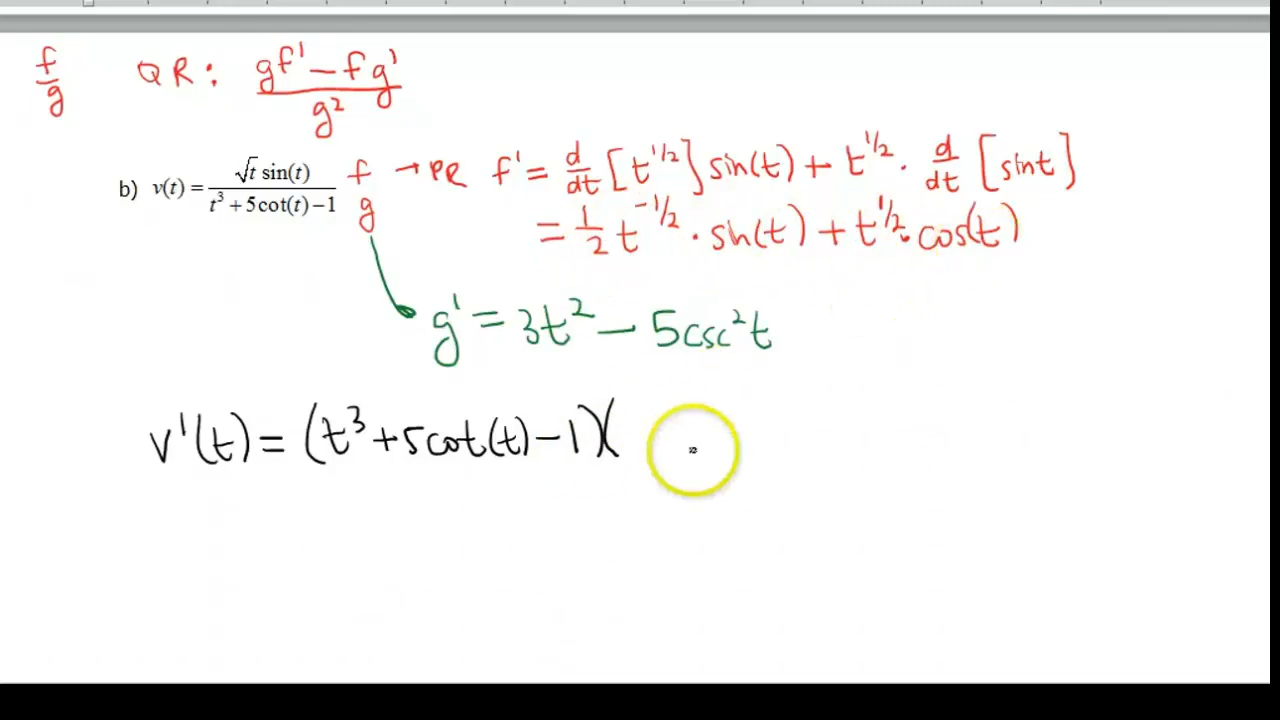 f/g QR: (gf' − fg')/g²
b) v(t) = √t sin(t) / (t³ + 5cot(t) − 1) f → PR f' = d/dt [t^1/2] sin(t) + t^1/2 · d/dt [sint]
g = 1/2 t^-1/2 · sin(t) + t^1/2 · cos(t)
g' = 3t² − 5csc²t
v'(t) = (t³ + 5cot(t) − 1)(